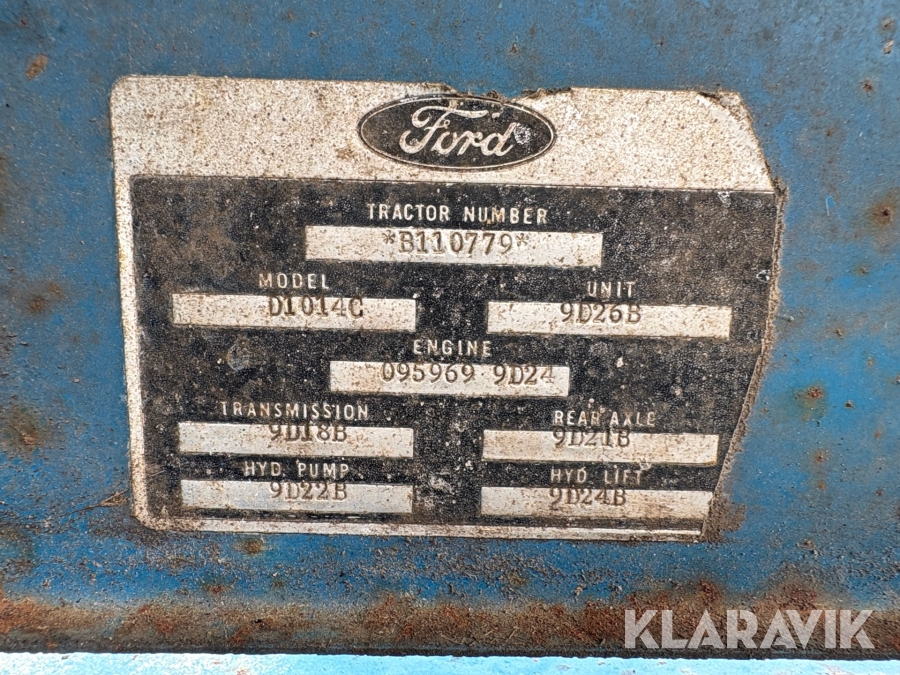 Ford
TRACTOR NUMBER
*B110779*
MODEL UNIT
D1014C 9D26B
ENGINE
095969 9D24
TRANSMISSION REAR AXLE
9D18B 9D21B
HYD. PUMP HYD. LIFT
9D22B 9D24B
KLARAVIK